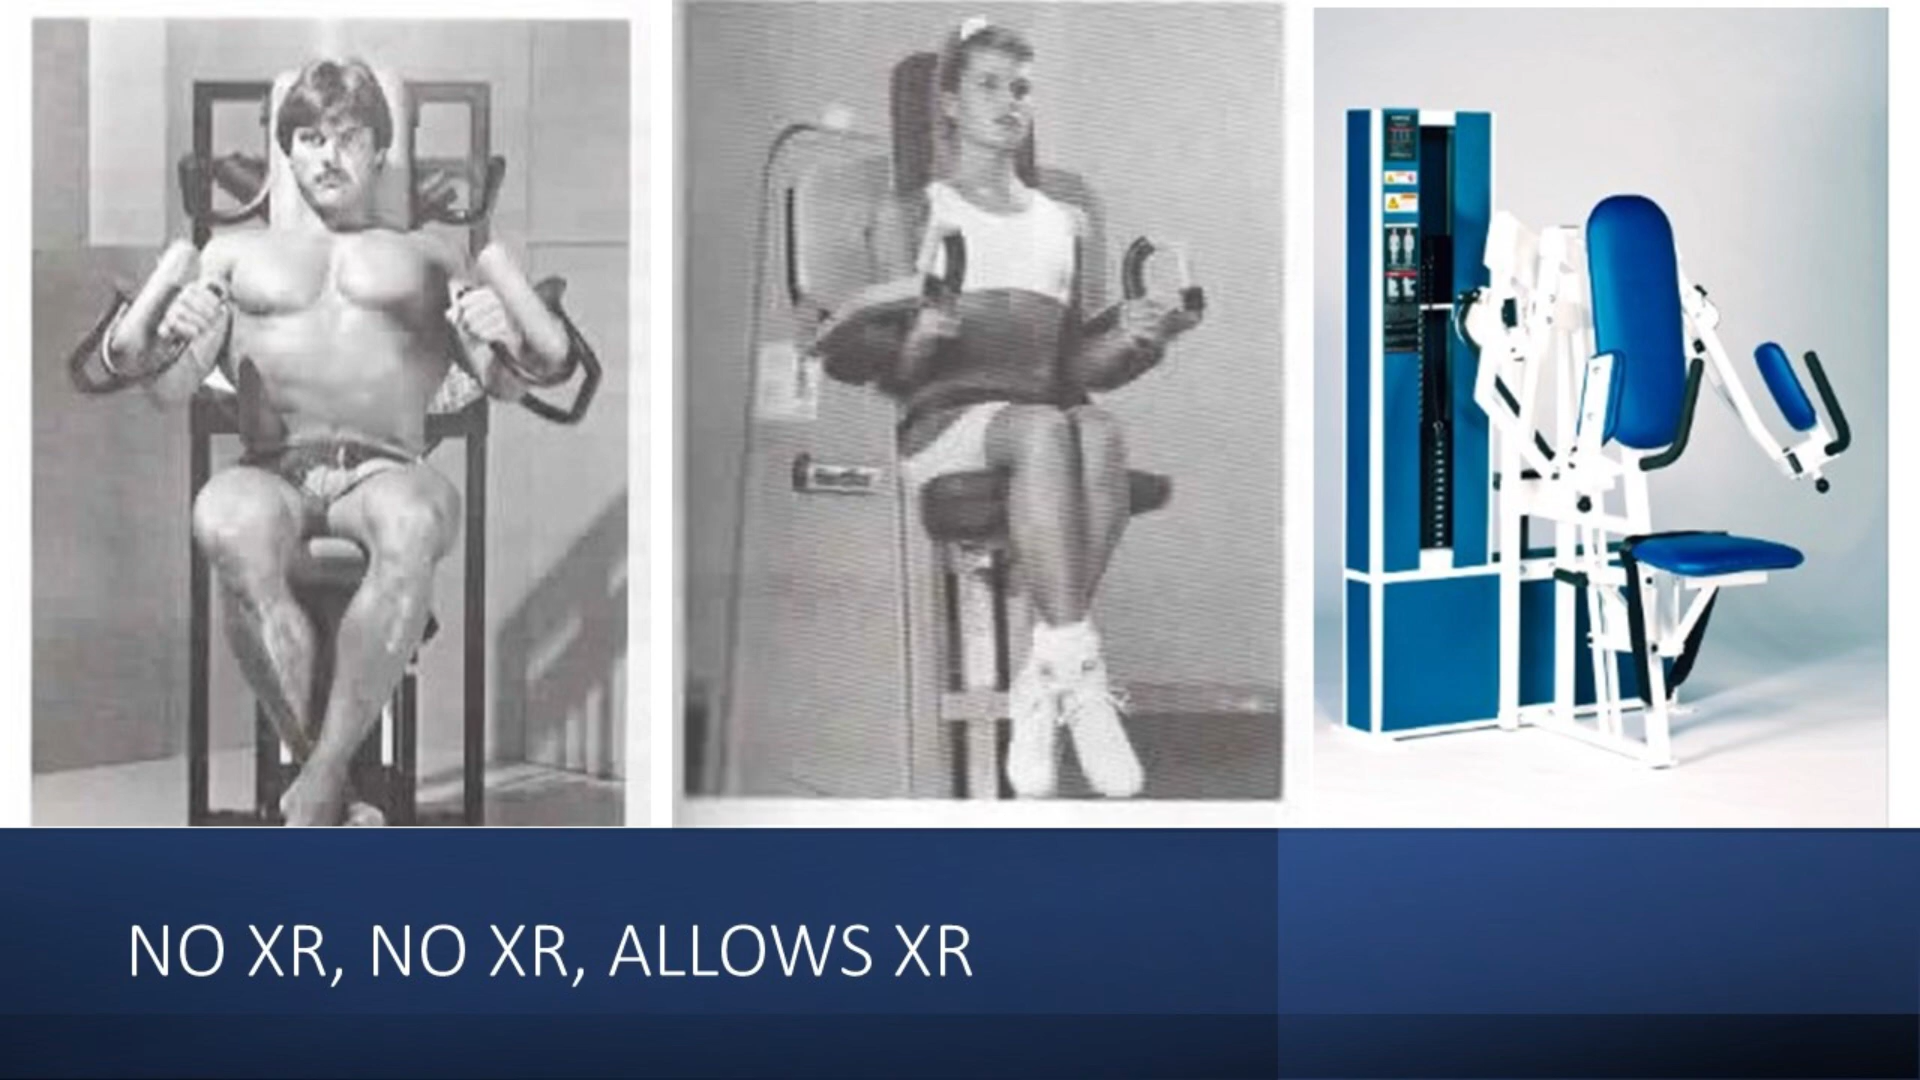 NO XR, NO XR, ALLOWS XR